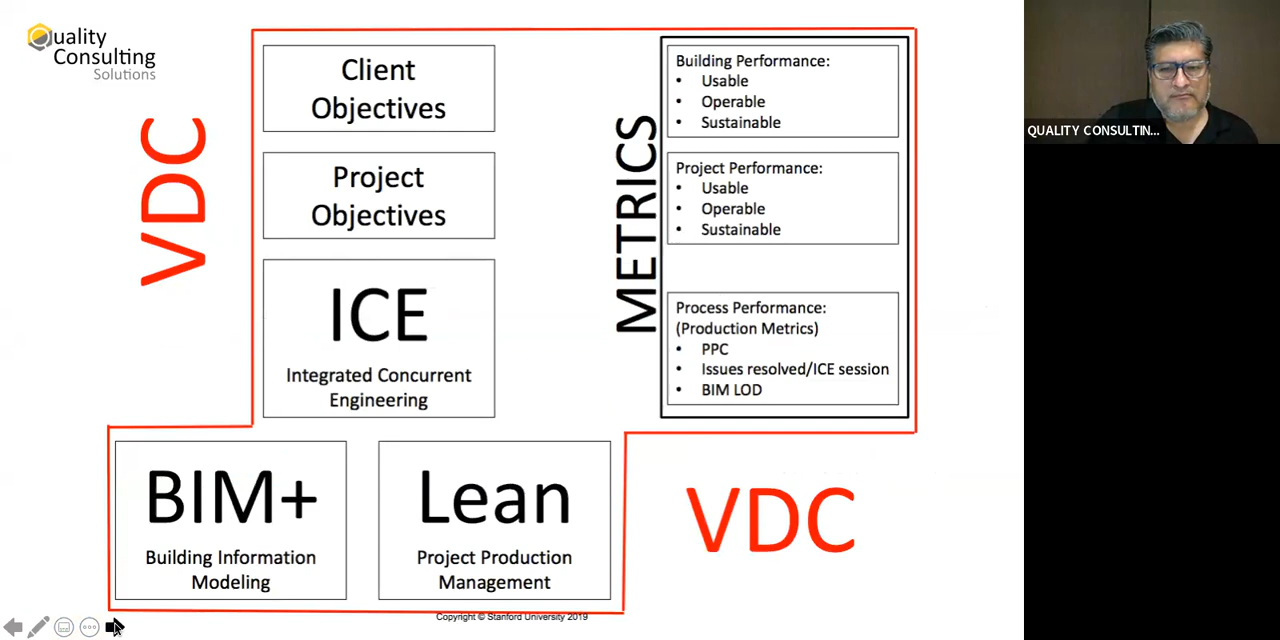 Quality
Consulting
Solutions
VDC
Client
Objectives
Project
Objectives
ICE
Integrated Concurrent
Engineering
BIM+
Building Information
Modeling
Lean
Project Production
Management
METRICS
Building Performance:
• Usable
• Operable
• Sustainable
Project Performance:
• Usable
• Operable
• Sustainable
Process Performance:
(Production Metrics)
• PPC
• Issues resolved/ICE session
• BIM LOD
VDC
Copyright © Stanford University 2019
QUALITY CONSULTIN...